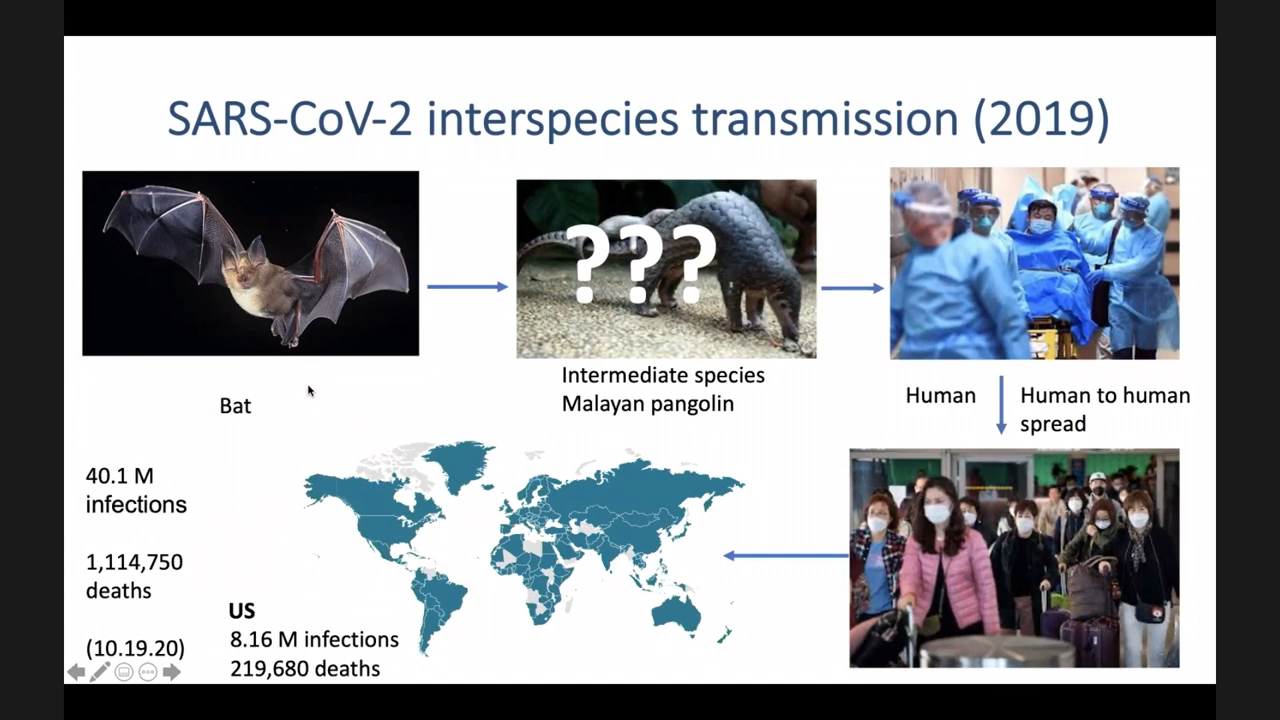 SARS-CoV-2 interspecies transmission (2019)
???
Bat
Intermediate species
Malayan pangolin
Human
Human to human
spread
40.1 M
infections
1,114,750
deaths
(10.19.20)
US
8.16 M infections
219,680 deaths